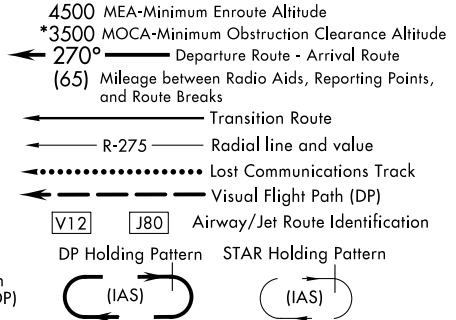 4500 MEA-Minimum Enroute Altitude
*3500 MOCA-Minimum Obstruction Clearance Altitude
270° Departure Route - Arrival Route
(65) Mileage between Radio Aids, Reporting Points,
and Route Breaks
Transition Route
R-275 Radial line and value
Lost Communications Track
Visual Flight Path (DP)
V12 J80 Airway/Jet Route Identification
DP Holding Pattern STAR Holding Pattern
(IAS) (IAS)